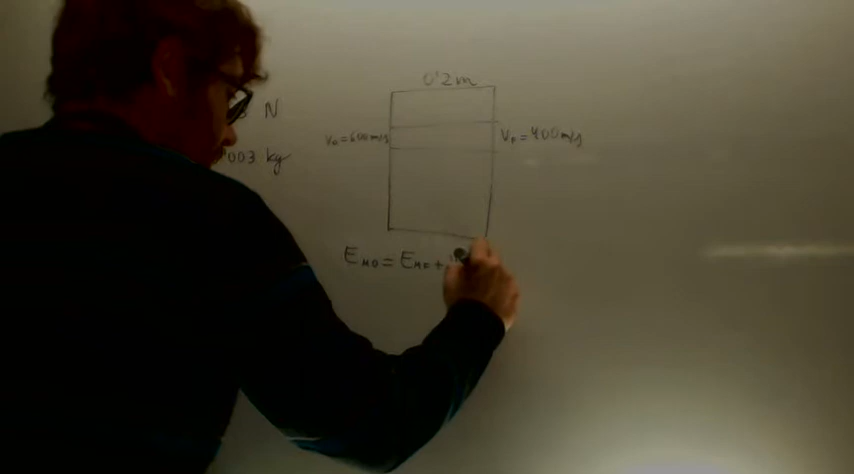 0'2m
N
V₀=600m/s
V_F=400m/s
003 kg
E_M0 = E_MF +